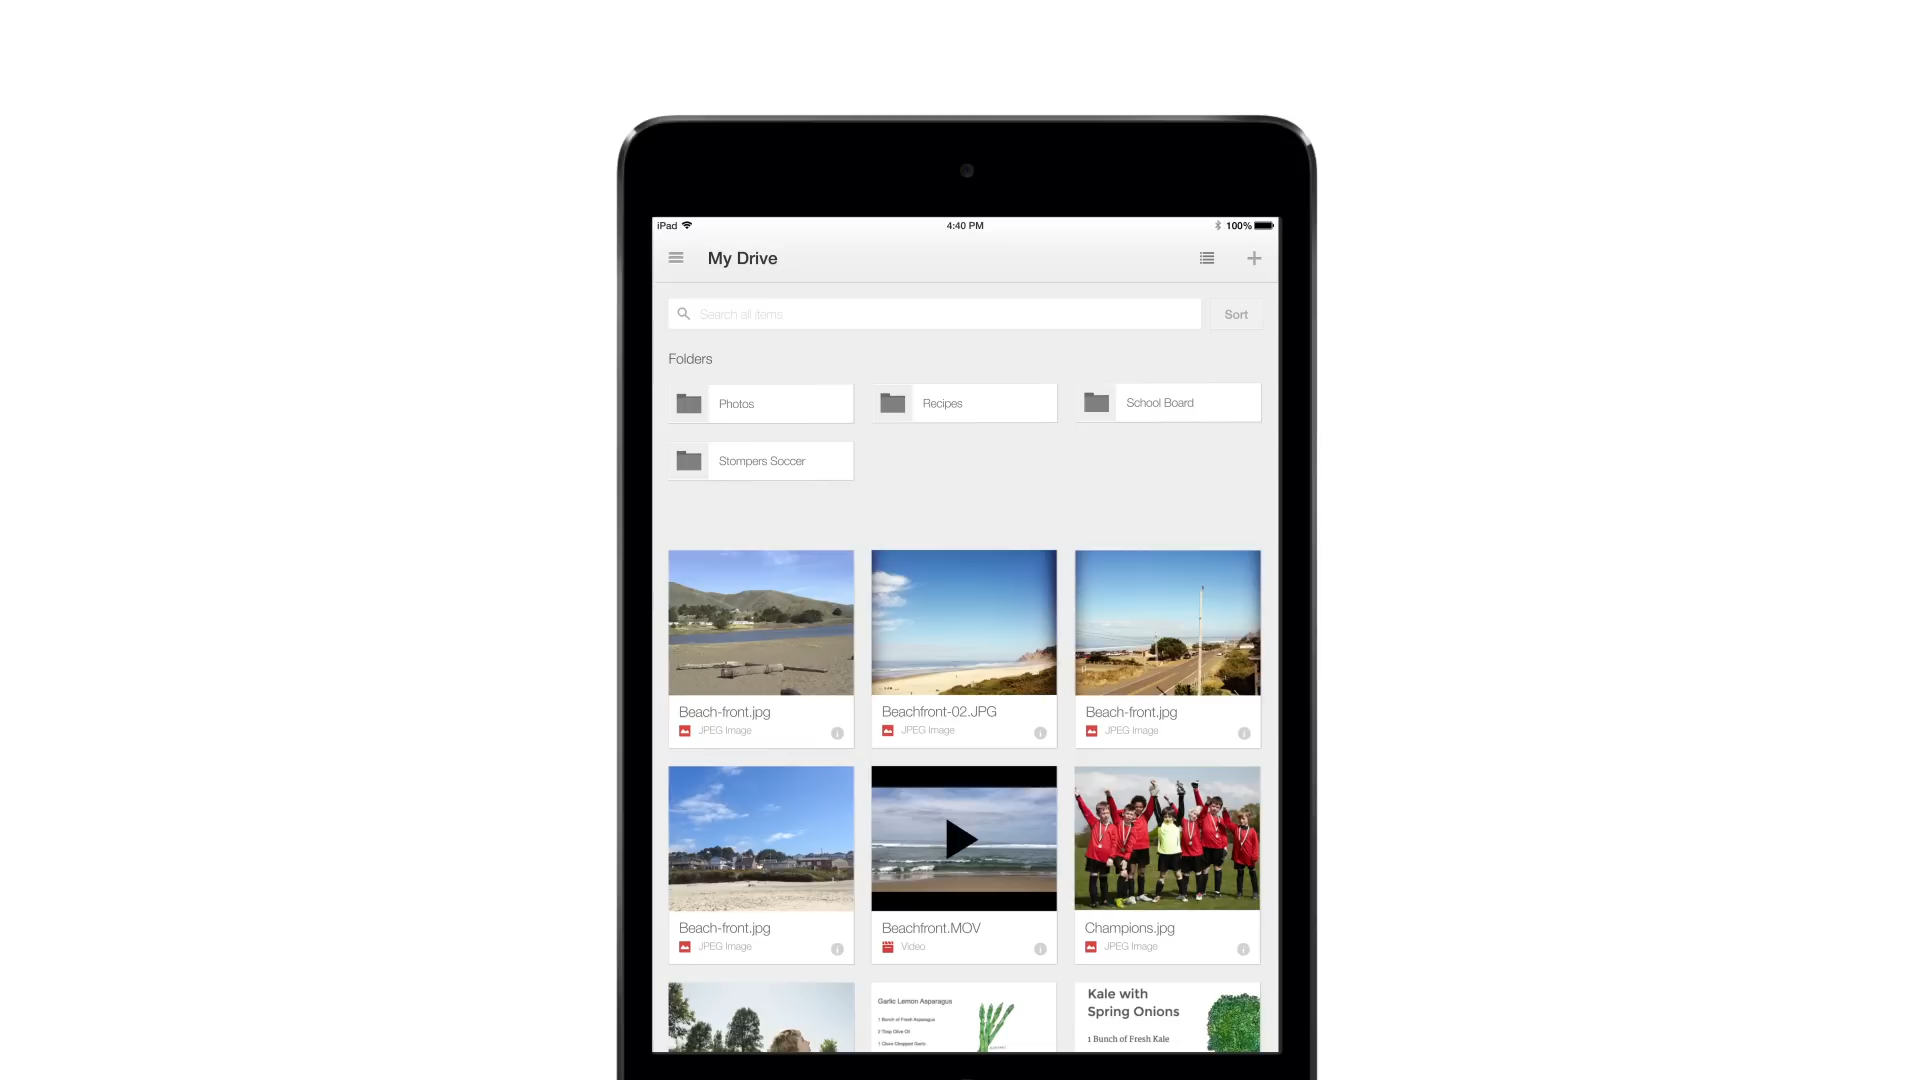 iPad 4:40 PM 100%
My Drive
Search all items Sort
Folders
Photos Recipes School Board
Stompers Soccer
Beach-front.jpg Beachfront-02.JPG Beach-front.jpg
JPEG Image JPEG Image JPEG Image
Beach-front.jpg Beachfront.MOV Champions.jpg
JPEG Image Video JPEG Image
Garlic Lemon Asparagus
1 Bunch of Fresh Asparagus
2 Tbsp Olive Oil
1 Clove Chopped Garlic
Kale with
Spring Onions
1 Bunch of Fresh Kale